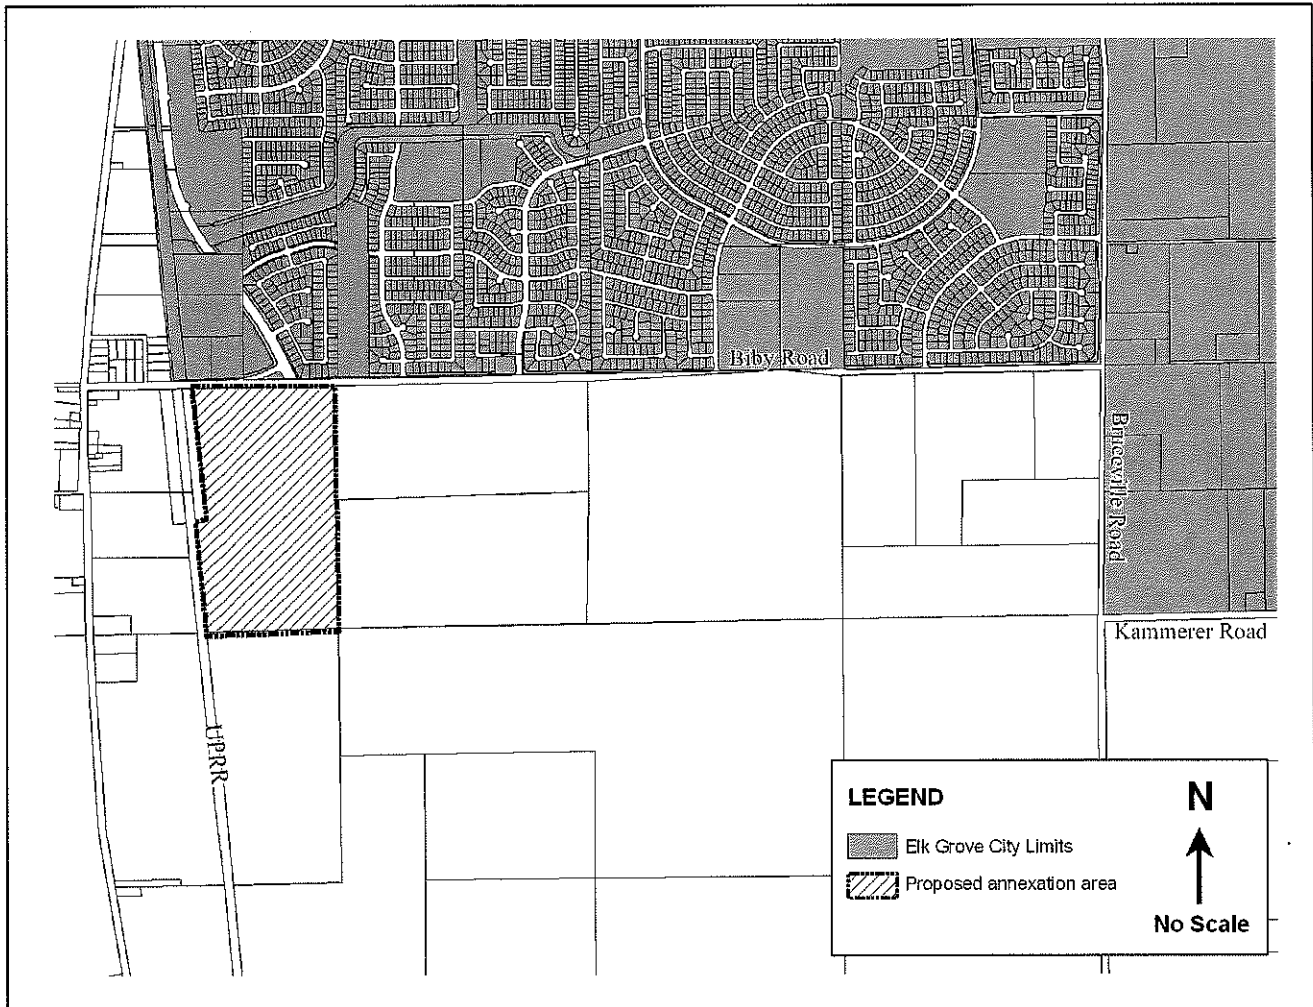 Biby Road
Bruceville Road
Kammerer Road
UPRR
LEGEND
Elk Grove City Limits
Proposed annexation area
N
No Scale